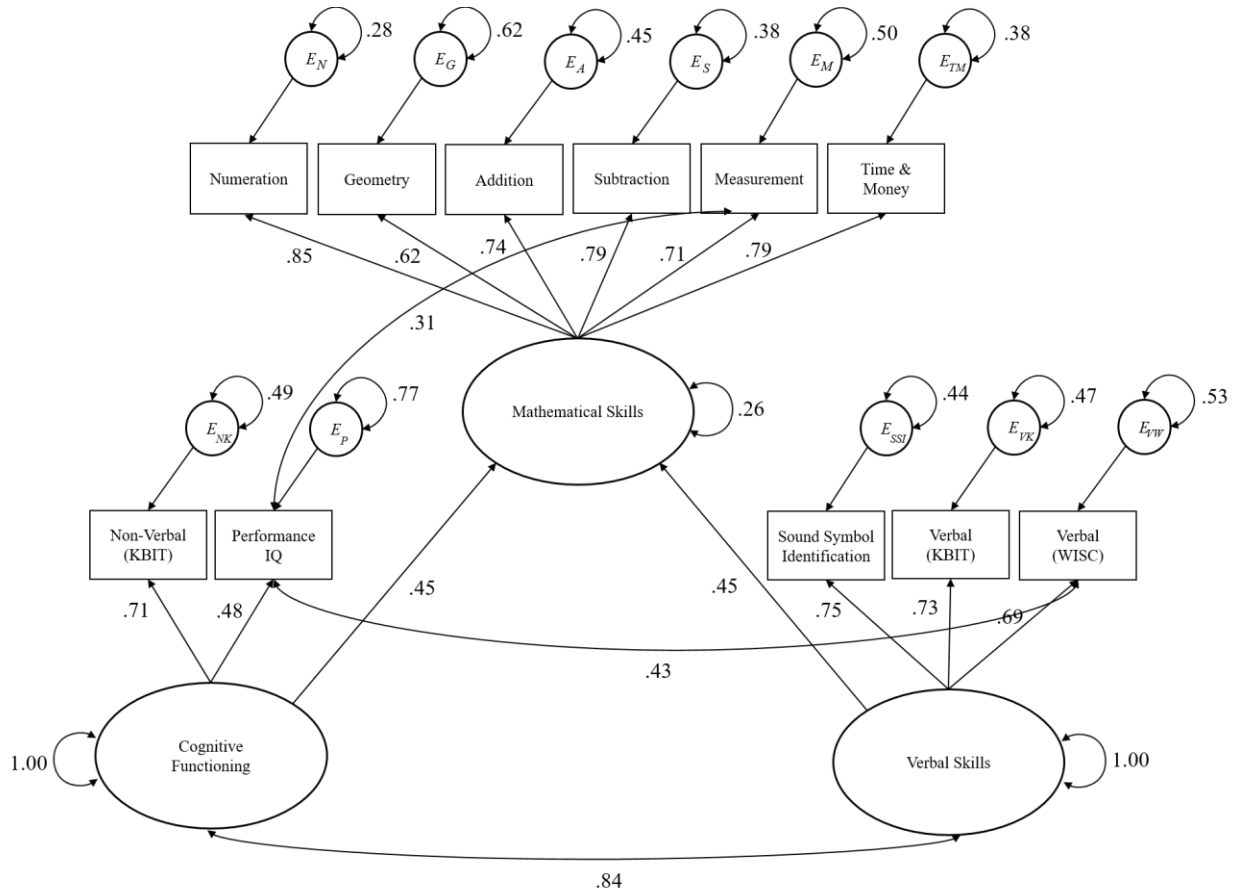 .28
.62
.45
.38
.50
.38
E_N
E_G
E_A
E_S
E_M
E_TM
Numeration
Geometry
Addition
Subtraction
Measurement
Time &
Money
.85
.62
.74
.79
.71
.79
.31
.49
.77
Mathematical Skills
.26
.44
.47
.53
E_NK
E_P
E_SSI
E_VK
E_VW
Non-Verbal
(KBIT)
Performance
IQ
Sound Symbol
Identification
Verbal
(KBIT)
Verbal
(WISC)
.71
.48
.45
.45
.75
.73
.69
.43
1.00
Cognitive
Functioning
Verbal Skills
1.00
.84